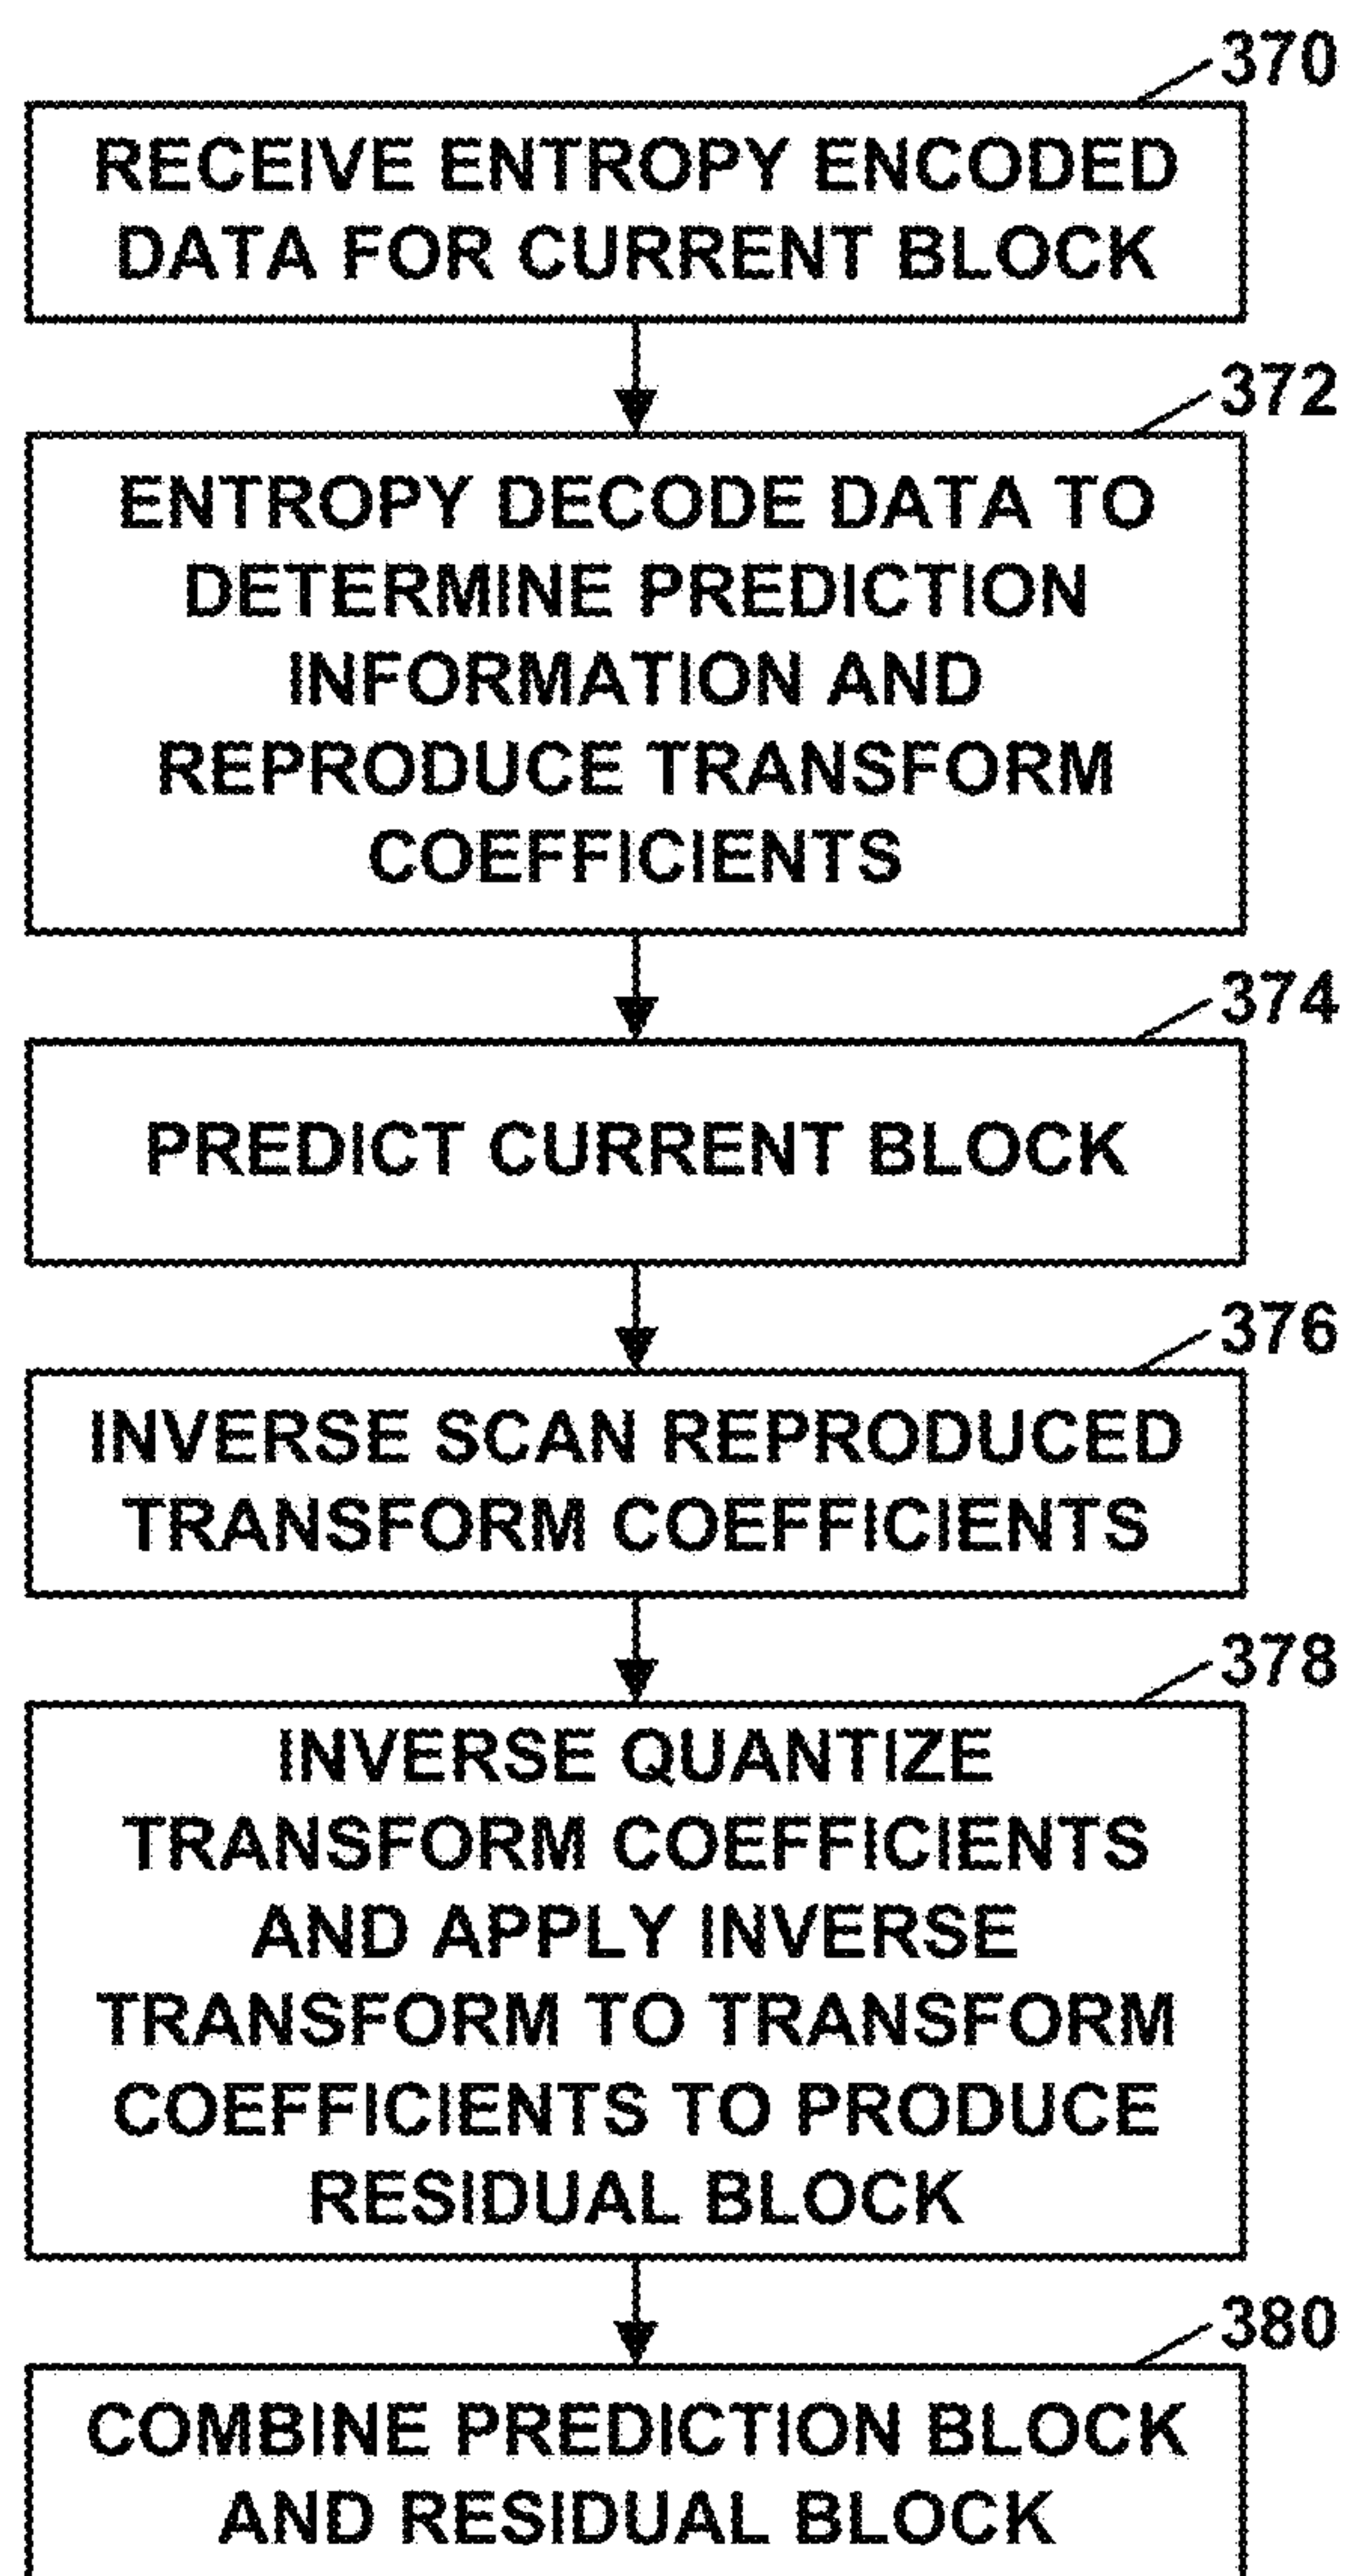 370
RECEIVE ENTROPY ENCODED
DATA FOR CURRENT BLOCK
372
ENTROPY DECODE DATA TO
DETERMINE PREDICTION
INFORMATION AND
REPRODUCE TRANSFORM
COEFFICIENTS
374
PREDICT CURRENT BLOCK
376
INVERSE SCAN REPRODUCED
TRANSFORM COEFFICIENTS
378
INVERSE QUANTIZE
TRANSFORM COEFFICIENTS
AND APPLY INVERSE
TRANSFORM TO TRANSFORM
COEFFICIENTS TO PRODUCE
RESIDUAL BLOCK
380
COMBINE PREDICTION BLOCK
AND RESIDUAL BLOCK